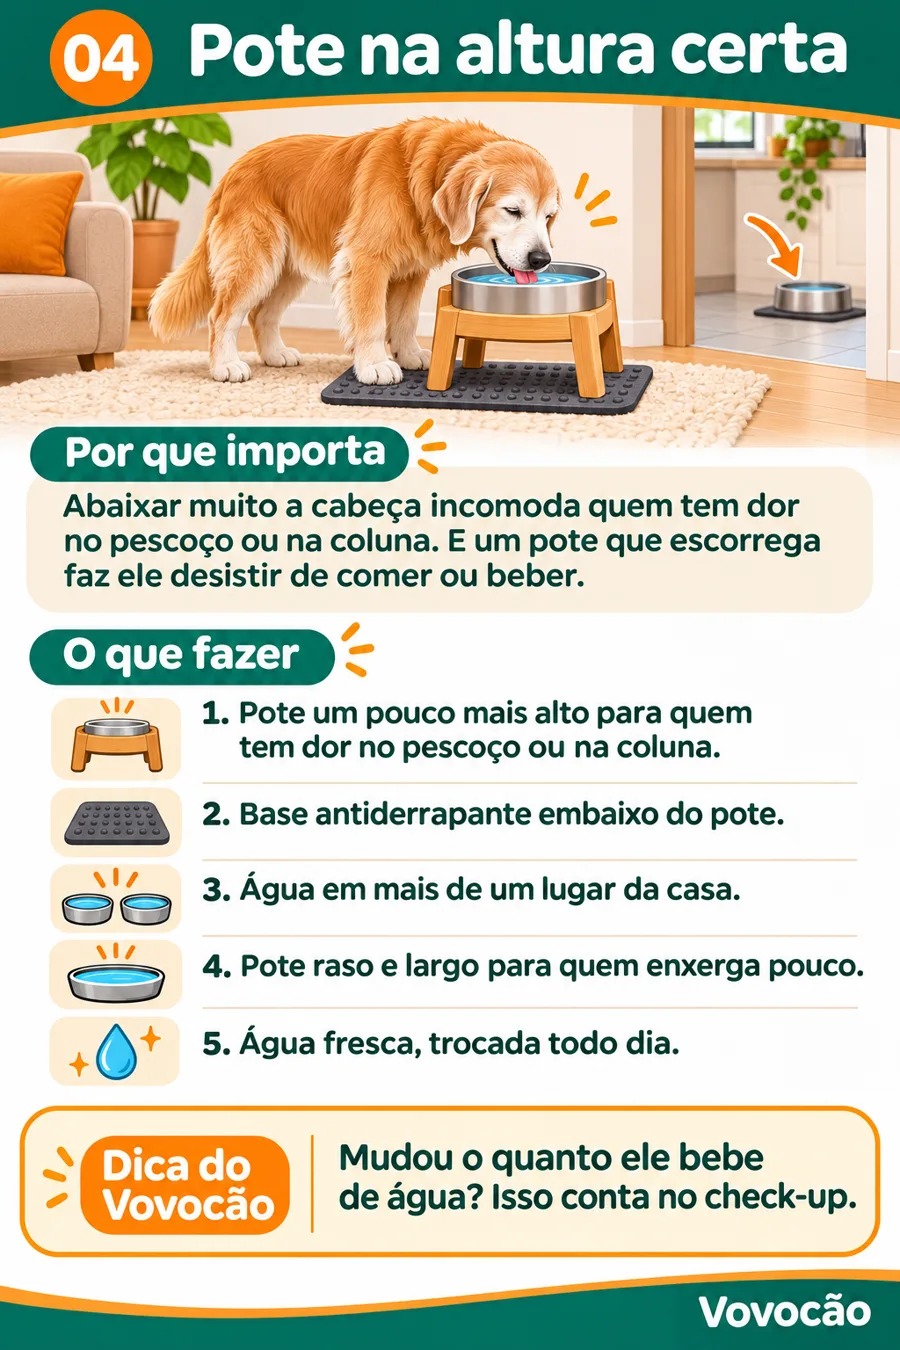 04
Pote na altura certa
Por que importa
Abaixar muito a cabeça incomoda quem tem dor
no pescoço ou na coluna. E um pote que escorrega
faz ele desistir de comer ou beber.
O que fazer
1. Pote um pouco mais alto para quem
tem dor no pescoço ou na coluna.
2. Base antiderrapante embaixo do pote.
3. Água em mais de um lugar da casa.
4. Pote raso e largo para quem enxerga pouco.
5. Água fresca, trocada todo dia.
Dica do
Vovocão
Mudou o quanto ele bebe
de água? Isso conta no check-up.
Vovocão